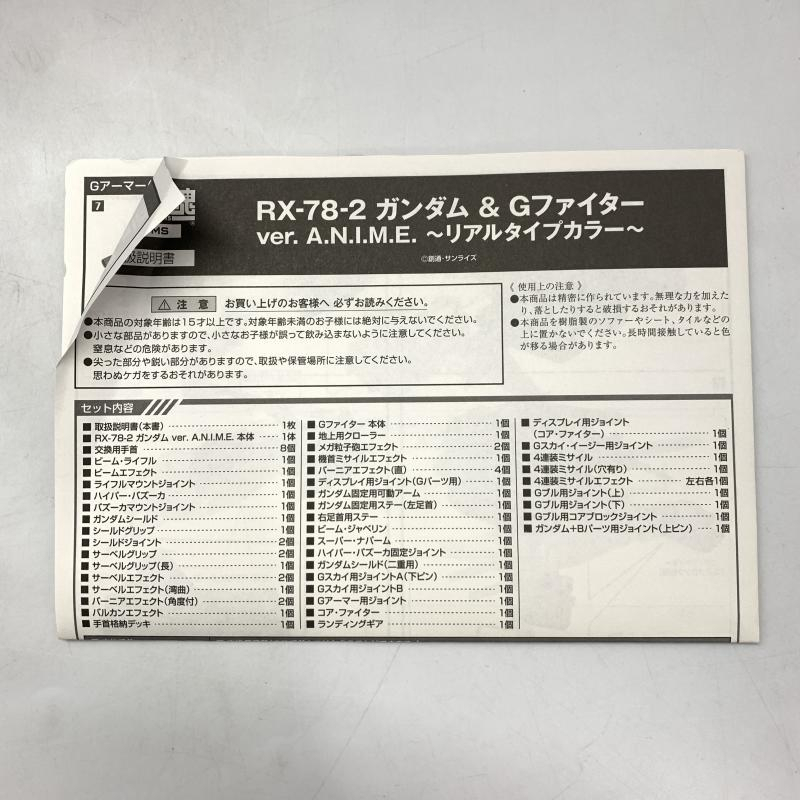 Gアーマー
7
魂
MS
扱説明書
RX-78-2 ガンダム & Gファイター
ver. A.N.I.M.E. ～リアルタイプカラー～
©創通・サンライズ
注 意 お買い上げのお客様へ 必ずお読みください。
●本商品の対象年齢は15才以上です。対象年齢未満のお子様には絶対に与えないでください。
●小さな部品がありますので、小さなお子様が誤って飲み込まないように注意してください。
窒息などの危険があります。
●尖った部分や鋭い部分がありますので、取扱や保管場所に注意してください。
思わぬケガをするおそれがあります。
《 使用上の注意 》
●本商品は精密に作られています。無理な力を加えた
り、落としたりすると破損するおそれがあります。
●本商品を樹脂製のソファーやシート、タイルなどの
上に置かないでください。長時間接触していると色
が移る場合があります。
セット内容
■ 取扱説明書(本書) 1枚
■ RX-78-2 ガンダム ver. A.N.I.M.E. 本体 1体
■ 交換用手首 8個
■ ビーム・ライフル 1個
■ ビームエフェクト 1個
■ ライフルマウントジョイント 1個
■ ハイパー・バズーカ 1個
■ バズーカマウントジョイント 1個
■ ガンダムシールド 1個
■ シールドグリップ 1個
■ シールドジョイント 2個
■ サーベルグリップ 2個
■ サーベルグリップ(長) 1個
■ サーベルエフェクト 2個
■ サーベルエフェクト(湾曲) 1個
■ バーニアエフェクト(角度付) 2個
■ バルカンエフェクト 1個
■ 手首格納デッキ 1個
■ Gファイター 本体 1個
■ 地上用クローラー 1個
■ メガ粒子砲エフェクト 2個
■ 機首ミサイルエフェクト 1個
■ バーニアエフェクト(直) 4個
■ ディスプレイ用ジョイント(Gパーツ用) 1個
■ ガンダム固定用可動アーム 1個
■ ガンダム固定用ステー(左足首) 1個
■ 右足首用ステー 1個
■ ビーム・ジャベリン 1個
■ スーパー・ナパーム 1個
■ ハイパー・バズーカ固定ジョイント 1個
■ ガンダムシールド(二重用) 1個
■ Gスカイ用ジョイントA(下ピン) 1個
■ Gスカイ用ジョイントB 1個
■ Gアーマー用ジョイント 1個
■ コア・ファイター 1個
■ ランディングギア 1個
■ ディスプレイ用ジョイント
(コア・ファイター) 1個
■ Gスカイ・イージー用ジョイント 1個
■ 4連装ミサイル 1個
■ 4連装ミサイル(穴有り) 1個
■ 4連装ミサイルエフェクト 左右各1個
■ Gブル用ジョイント(上) 1個
■ Gブル用ジョイント(下) 1個
■ Gブル用コアブロックジョイント 1個
■ ガンダム+Bパーツ用ジョイント(上ピン) 1個